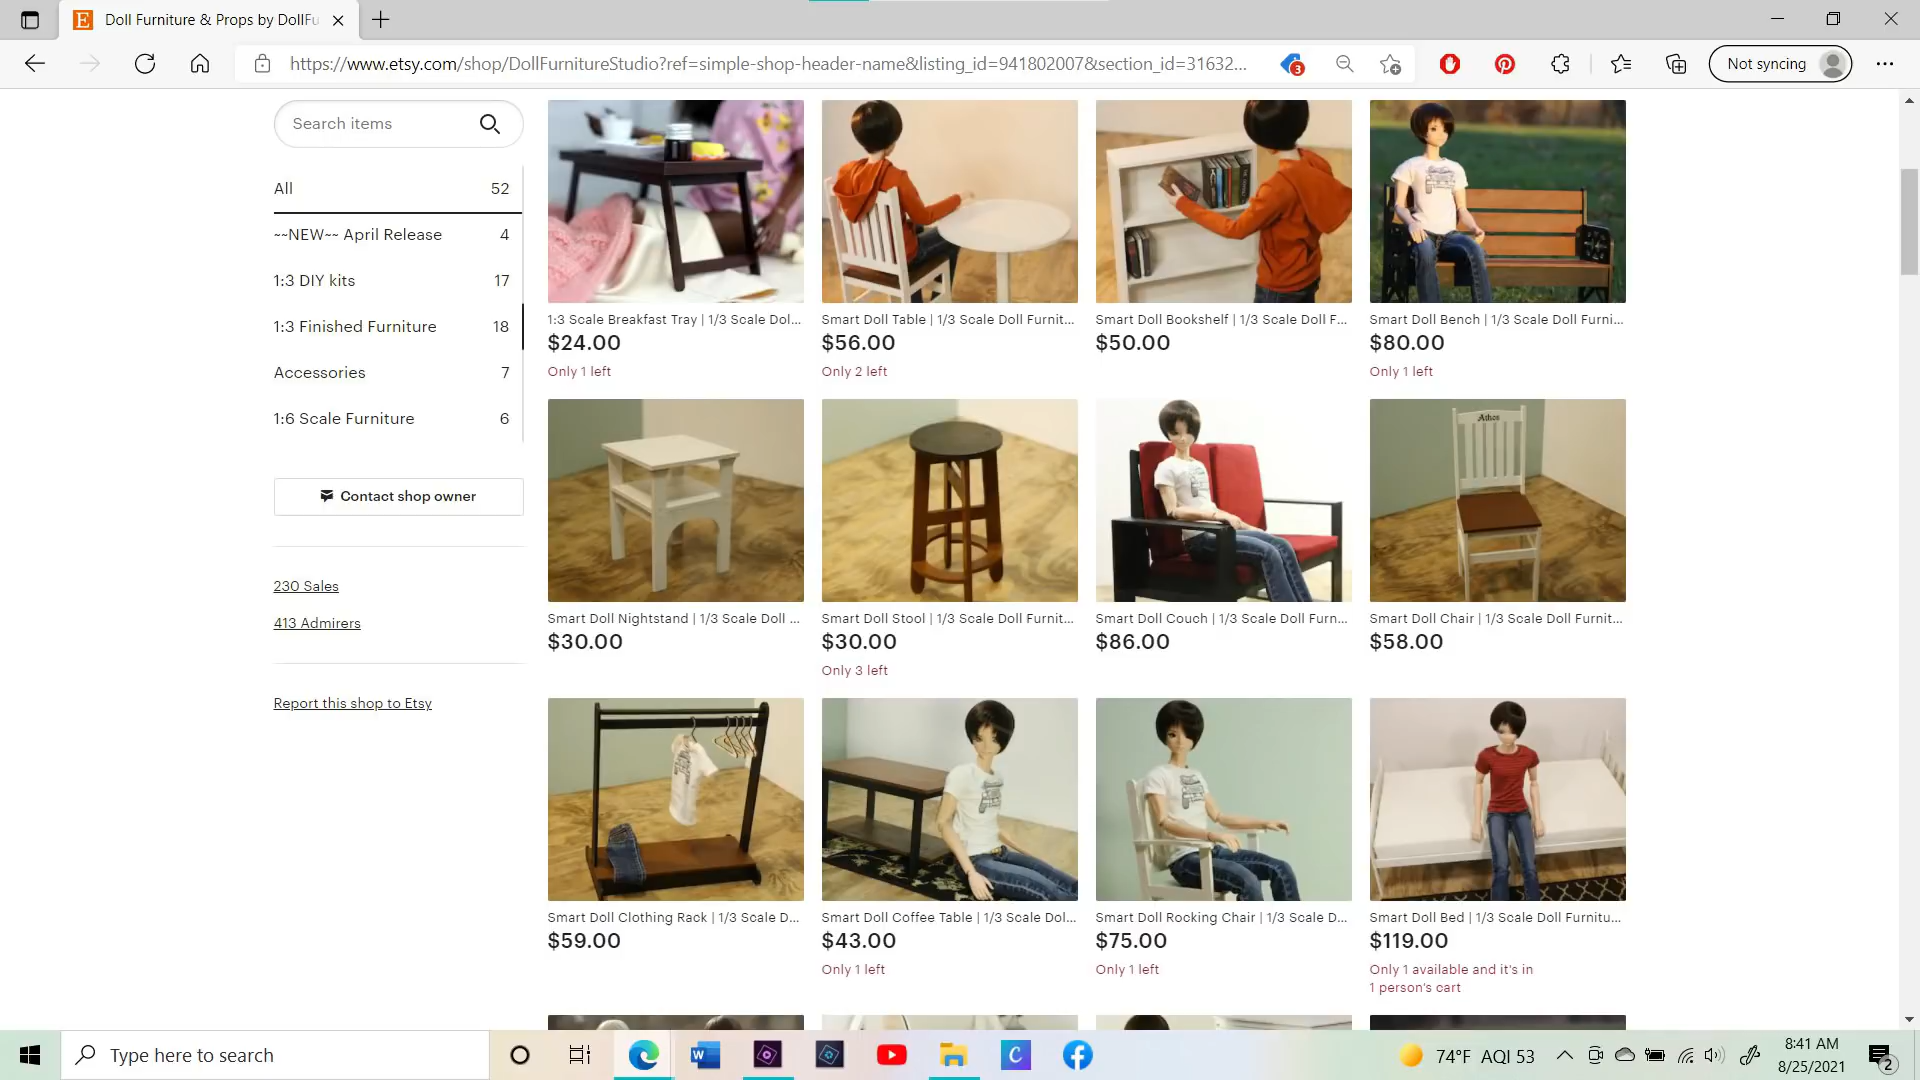 Doll Furniture & Props by DollFu
https://www.etsy.com/shop/DollFurnitureStudio?ref=simple-shop-header-name&listing_id=941802007&section_id=31632...
3
Not syncing
Search items
All 52
~~NEW~~ April Release 4
1:3 DIY kits 17
1:3 Finished Furniture 18
Accessories 7
1:6 Scale Furniture 6
Contact shop owner
230 Sales
413 Admirers
Report this shop to Etsy
1:3 Scale Breakfast Tray | 1/3 Scale Dol...
$24.00
Only 1 left
Smart Doll Table | 1/3 Scale Doll Furnit...
$56.00
Only 2 left
Smart Doll Bookshelf | 1/3 Scale Doll F...
$50.00
Smart Doll Bench | 1/3 Scale Doll Furni...
$80.00
Only 1 left
Smart Doll Nightstand | 1/3 Scale Doll ...
$30.00
Smart Doll Stool | 1/3 Scale Doll Furnit...
$30.00
Only 3 left
Smart Doll Couch | 1/3 Scale Doll Furn...
$86.00
Athos
Smart Doll Chair | 1/3 Scale Doll Furnit...
$58.00
Smart Doll Clothing Rack | 1/3 Scale D...
$59.00
Smart Doll Coffee Table | 1/3 Scale Dol...
$43.00
Only 1 left
Smart Doll Rocking Chair | 1/3 Scale D...
$75.00
Only 1 left
Smart Doll Bed | 1/3 Scale Doll Furnitu...
$119.00
Only 1 available and it's in
1 person's cart
Type here to search
74°F AQI 53
8:41 AM
8/25/2021
2